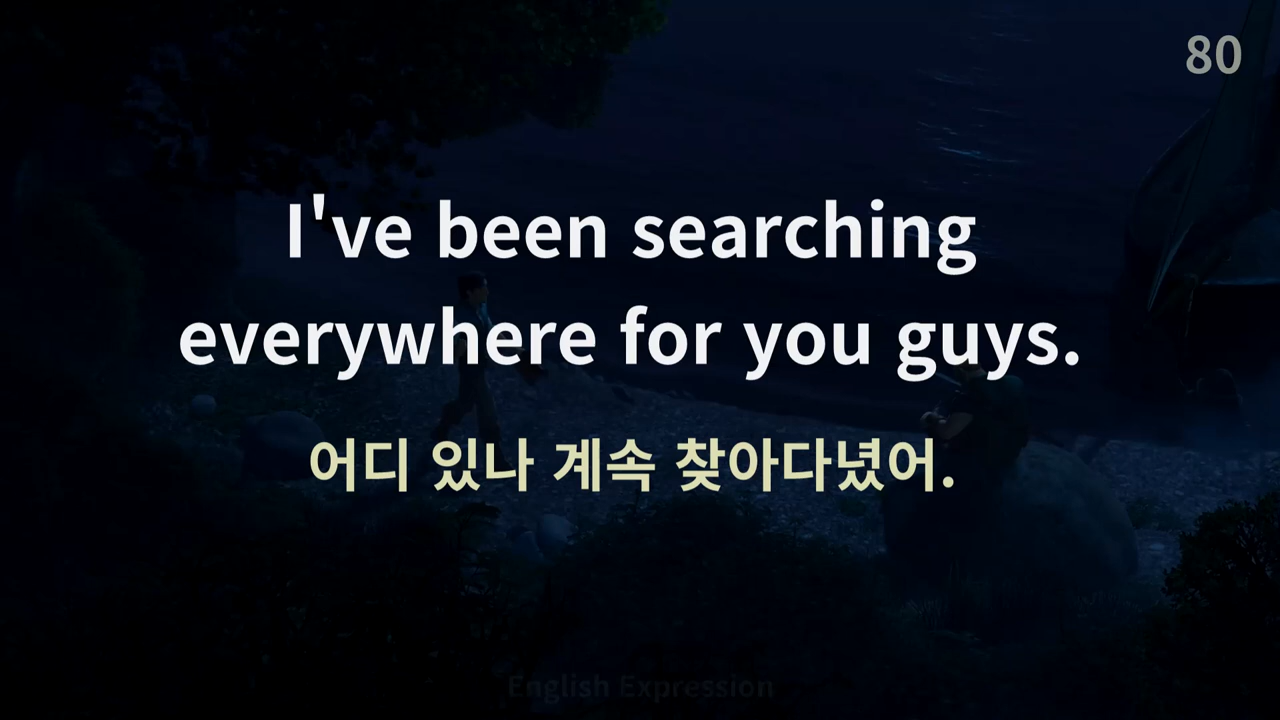 80
I've been searching
everywhere for you guys.
어디 있나 계속 찾아다녔어.
English Expression